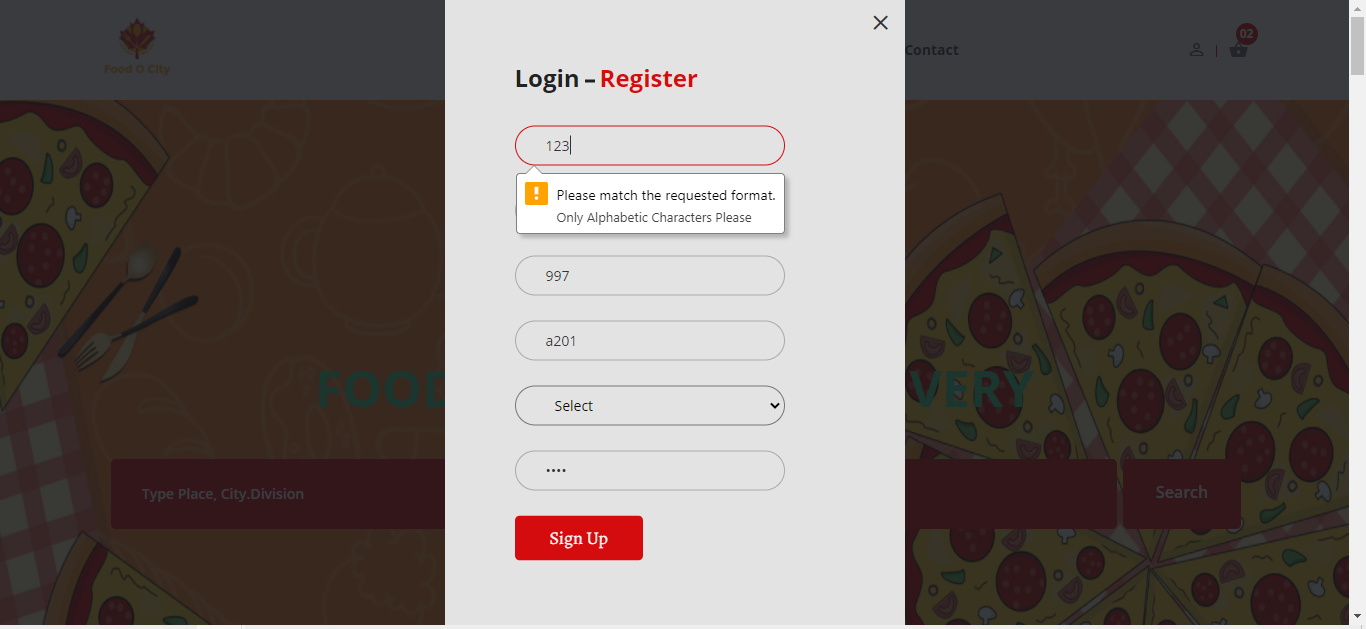 Food O City
Contact
02
Login – Register
123
Please match the requested format.
Only Alphabetic Characters Please
997
a201
FOOD
VERY
Select
Type Place, City.Division
Search
••••
Sign Up